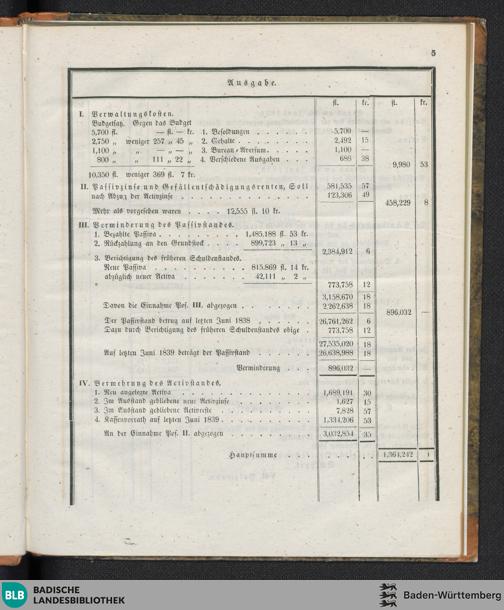 5
Ausgabe.
fl. kr. fl. kr.
I. Verwaltungskosten.
Budgetsatz. Gegen das Budget
5,700 fl. — fl. — kr. 1. Besoldungen . . . . . . 5,700 —
2,750 „ weniger 257 „ 45 „ 2. Gehalte . . . . . . . 2,492 15
1,100 „ „ — „ — „ 3. Bureau-Aversum . . . . . 1,100 —
800 „ „ 111 „ 22 „ 4. Verschiedene Ausgaben . . . 688 38
9,980 53
10,350 fl. weniger 369 fl. 7 kr.
II. Passivzinse und Gefällentschädigungsrenten, Soll 581,535 57
nach Abzug der Activzinse . . . . . . . . . . 123,306 49
458,229 8
Mehr als vorgesehen waren . . . . 12,555 fl. 10 kr.
III. Verminderung des Passivstandes.
1. Bezahlte Passiva . . . . . . . 1,485,188 fl. 53 kr.
2. Rückzahlung an den Grundstock . . . . 899,723 „ 13 „
2,384,912 6
3. Berichtigung des früheren Schuldenstandes.
Neue Passiva . . . . . . . . 815,869 fl. 14 kr.
abzüglich neuer Activa . . . . . . 42,111 „ 2 „
773,758 12
3,158,670 18
Davon die Einnahme Pos. III. abgezogen . . . . . . . 2,262,638 18
896,032 —
Der Passivstand betrug auf letzten Juni 1838 . . . . . 26,761,262 6
Dazu durch Berichtigung des früheren Schuldenstandes obige . 773,758 12
27,535,020 18
Auf letzten Juni 1839 beträgt der Passivstand . . . . . 26,638,988 18
Verminderung . . . 896,032 —
IV. Vermehrung des Activstandes.
1. Neu angelegte Activa . . . . . . . . . . . 1,689,191 30
2. Im Ausstand gebliebene neue Activzinse . . . . . . 1,627 15
3. Im Ausstand gebliebene Activreste . . . . . . . . 7,828 57
4. Kassenvorrath auf letzten Juni 1839 . . . . . . . . 1,334,206 53
An der Einnahme Pos. II. abgezogen . . . . . . . . 3,032,854 35
Hauptsumme . . . . . . . 1,364,242 1
BLB BADISCHE
LANDESBIBLIOTHEK
Baden-Württemberg